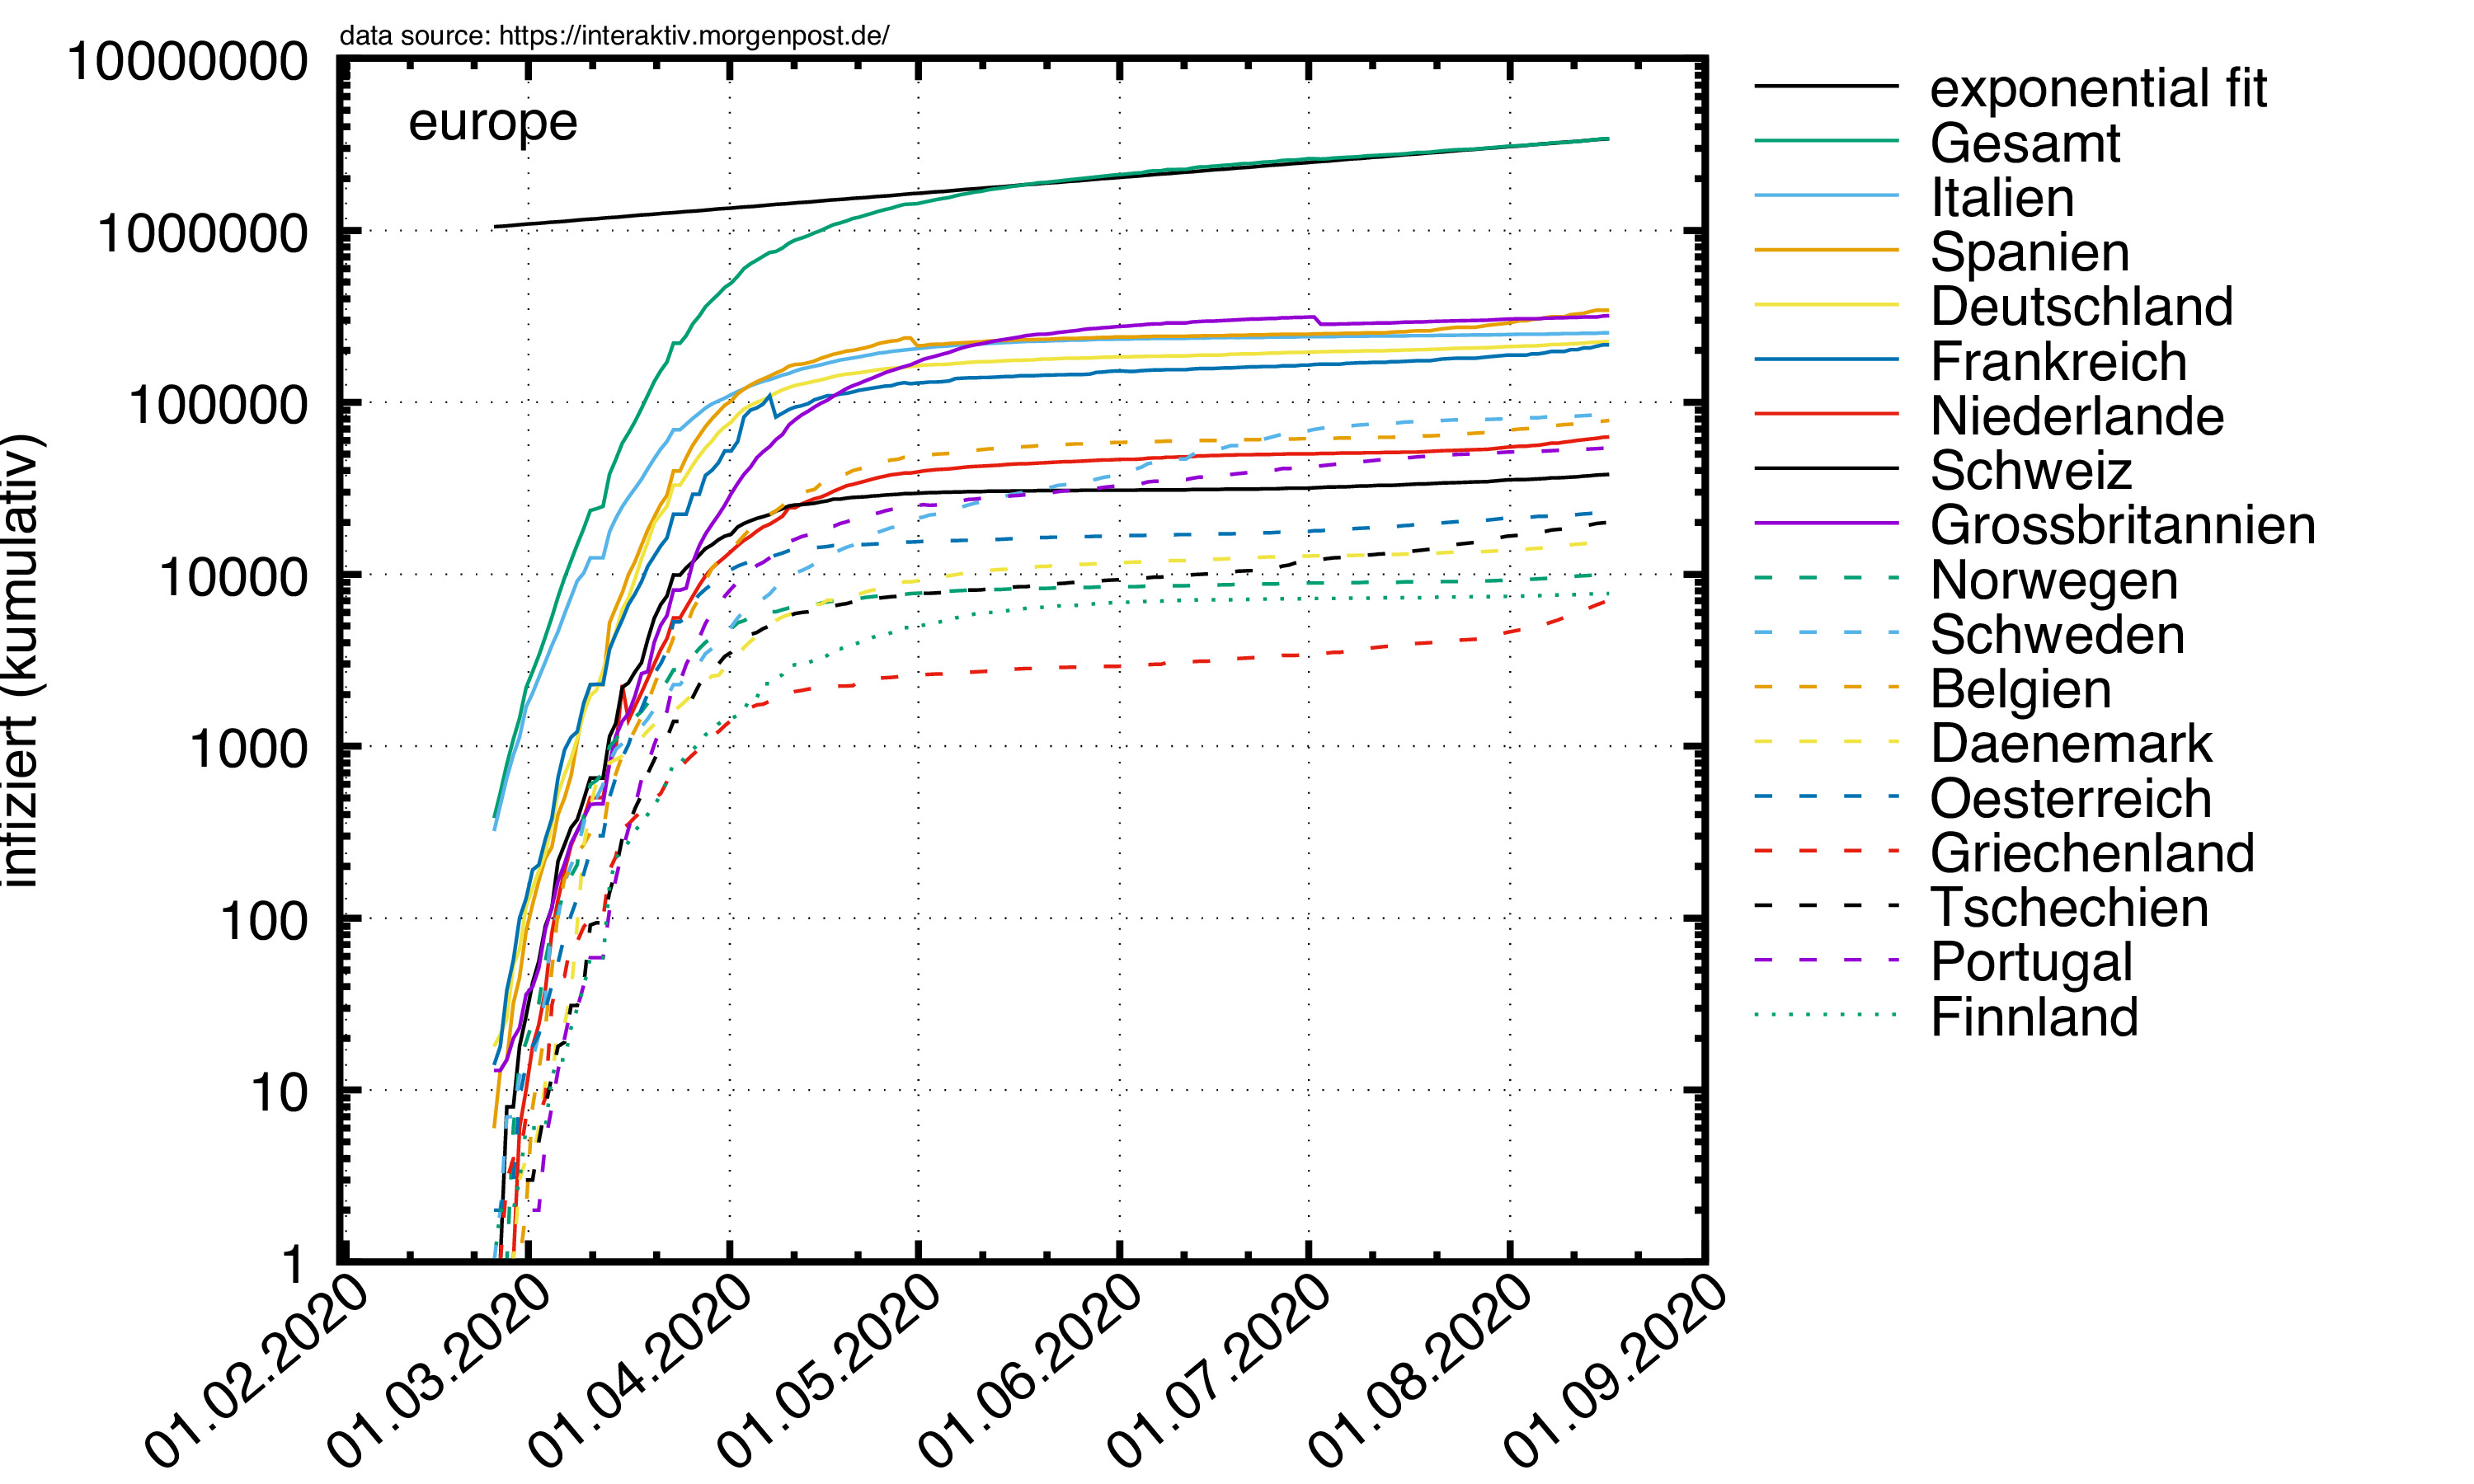 data source: https://interaktiv.morgenpost.de/
europe
infiziert (kumulativ)
10000000
1000000
100000
10000
1000
100
10
1
01.02.2020
01.03.2020
01.04.2020
01.05.2020
01.06.2020
01.07.2020
01.08.2020
01.09.2020
exponential fit
Gesamt
Italien
Spanien
Deutschland
Frankreich
Niederlande
Schweiz
Grossbritannien
Norwegen
Schweden
Belgien
Daenemark
Oesterreich
Griechenland
Tschechien
Portugal
Finnland